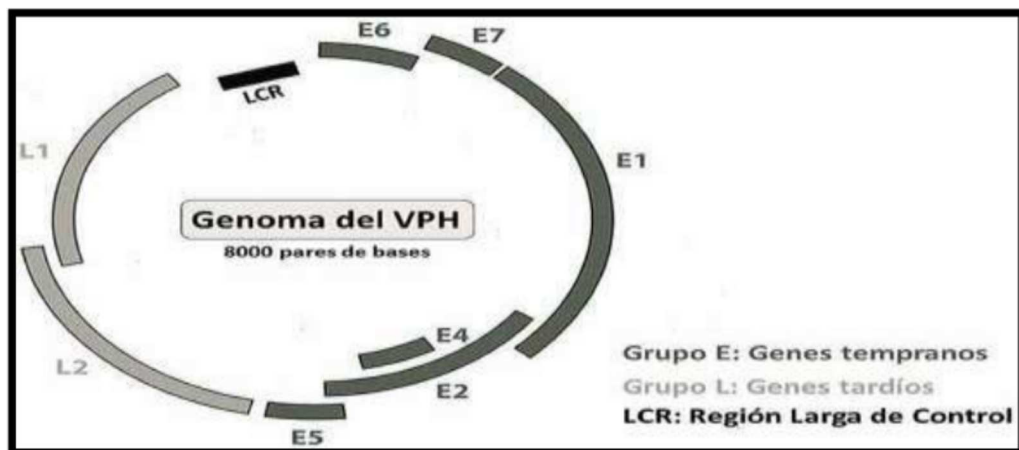 E6
E7
LCR
L1
E1
Genoma del VPH
8000 pares de bases
E4
L2
E2
E5
Grupo E: Genes tempranos
Grupo L: Genes tardíos
LCR: Región Larga de Control